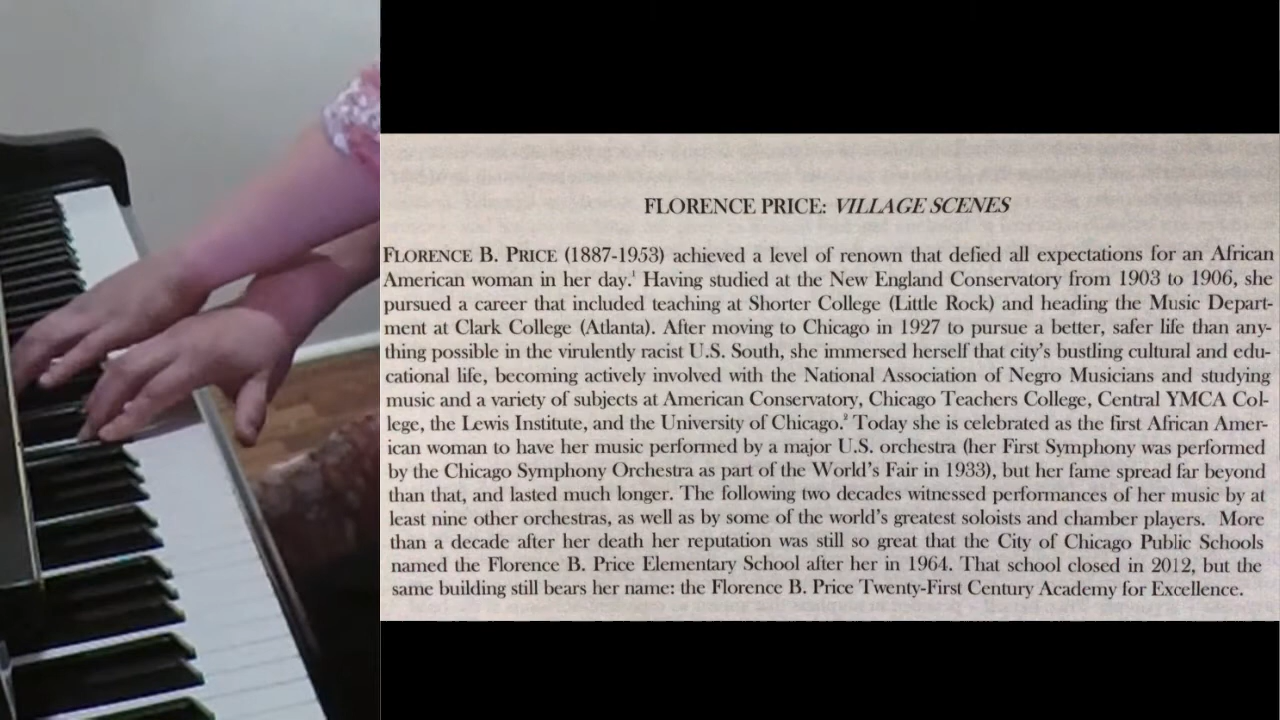 FLORENCE PRICE: VILLAGE SCENES
FLORENCE B. PRICE (1887-1953) achieved a level of renown that defied all expectations for an African
American woman in her day.¹ Having studied at the New England Conservatory from 1903 to 1906, she
pursued a career that included teaching at Shorter College (Little Rock) and heading the Music Depart-
ment at Clark College (Atlanta). After moving to Chicago in 1927 to pursue a better, safer life than any-
thing possible in the virulently racist U.S. South, she immersed herself that city's bustling cultural and edu-
cational life, becoming actively involved with the National Association of Negro Musicians and studying
music and a variety of subjects at American Conservatory, Chicago Teachers College, Central YMCA Col-
lege, the Lewis Institute, and the University of Chicago.² Today she is celebrated as the first African Amer-
ican woman to have her music performed by a major U.S. orchestra (her First Symphony was performed
by the Chicago Symphony Orchestra as part of the World's Fair in 1933), but her fame spread far beyond
than that, and lasted much longer. The following two decades witnessed performances of her music by at
least nine other orchestras, as well as by some of the world's greatest soloists and chamber players. More
than a decade after her death her reputation was still so great that the City of Chicago Public Schools
named the Florence B. Price Elementary School after her in 1964. That school closed in 2012, but the
same building still bears her name: the Florence B. Price Twenty-First Century Academy for Excellence.